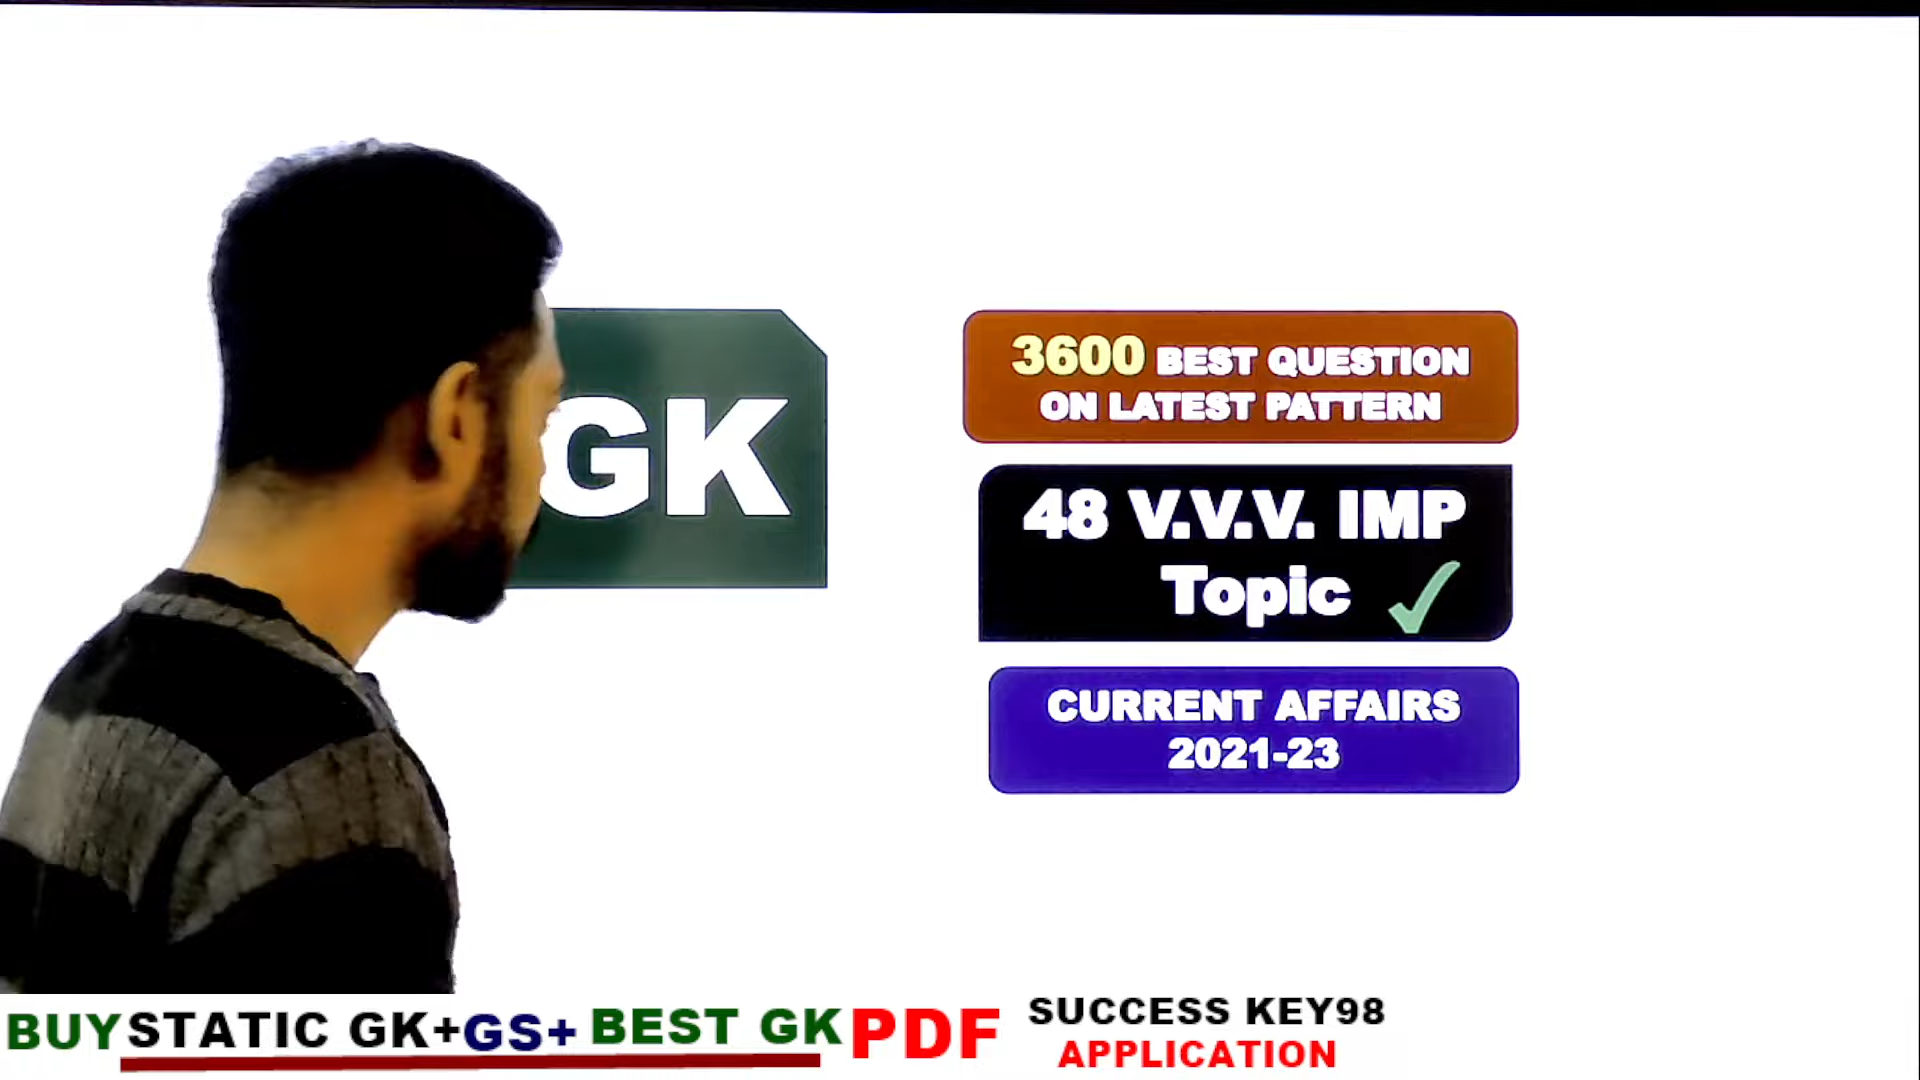 GK
3600 BEST QUESTION
ON LATEST PATTERN
48 V.V.V. IMP
Topic
CURRENT AFFAIRS
2021-23
BUY STATIC GK+GS+ BEST GK PDF
SUCCESS KEY98
APPLICATION